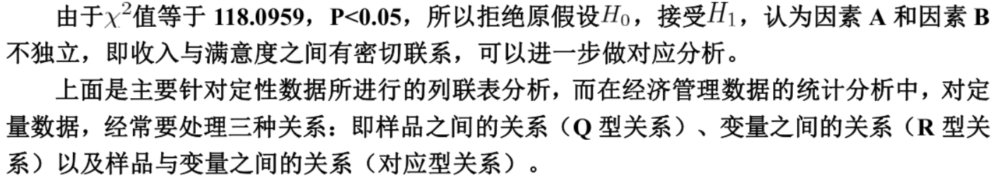 由于χ²值等于 118.0959，P<0.05，所以拒绝原假设H₀，接受H₁，认为因素 A 和因素 B
不独立，即收入与满意度之间有密切联系，可以进一步做对应分析。
上面是主要针对定性数据所进行的列联表分析，而在经济管理数据的统计分析中，对定
量数据，经常要处理三种关系：即样品之间的关系（Q 型关系）、变量之间的关系（R 型关
系）以及样品与变量之间的关系（对应型关系）。